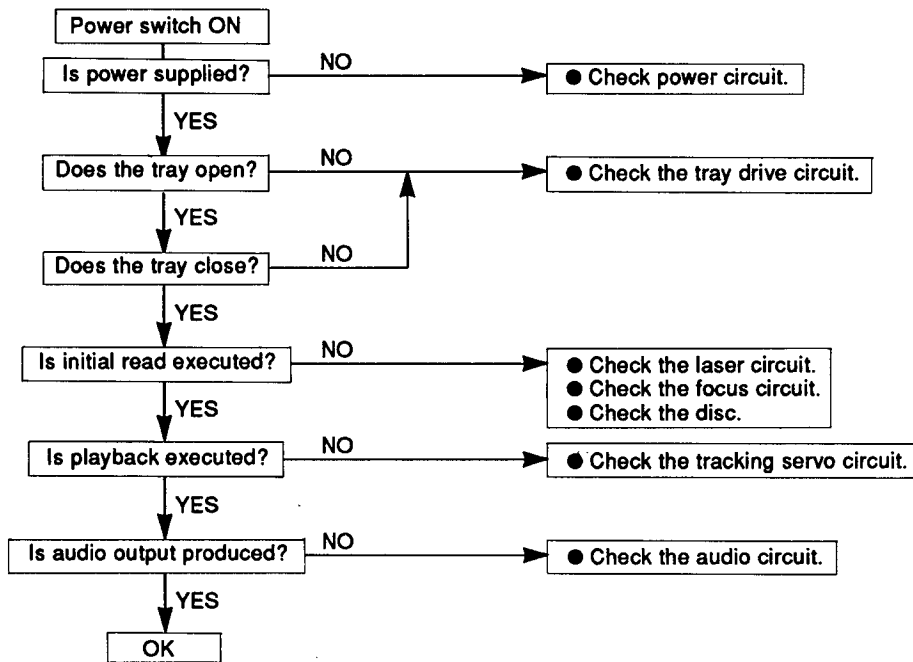 Power switch ON
Is power supplied?
NO
● Check power circuit.
YES
Does the tray open?
NO
● Check the tray drive circuit.
YES
Does the tray close?
NO
YES
Is initial read executed?
NO
● Check the laser circuit.
● Check the focus circuit.
● Check the disc.
YES
Is playback executed?
NO
● Check the tracking servo circuit.
YES
Is audio output produced?
NO
● Check the audio circuit.
YES
OK